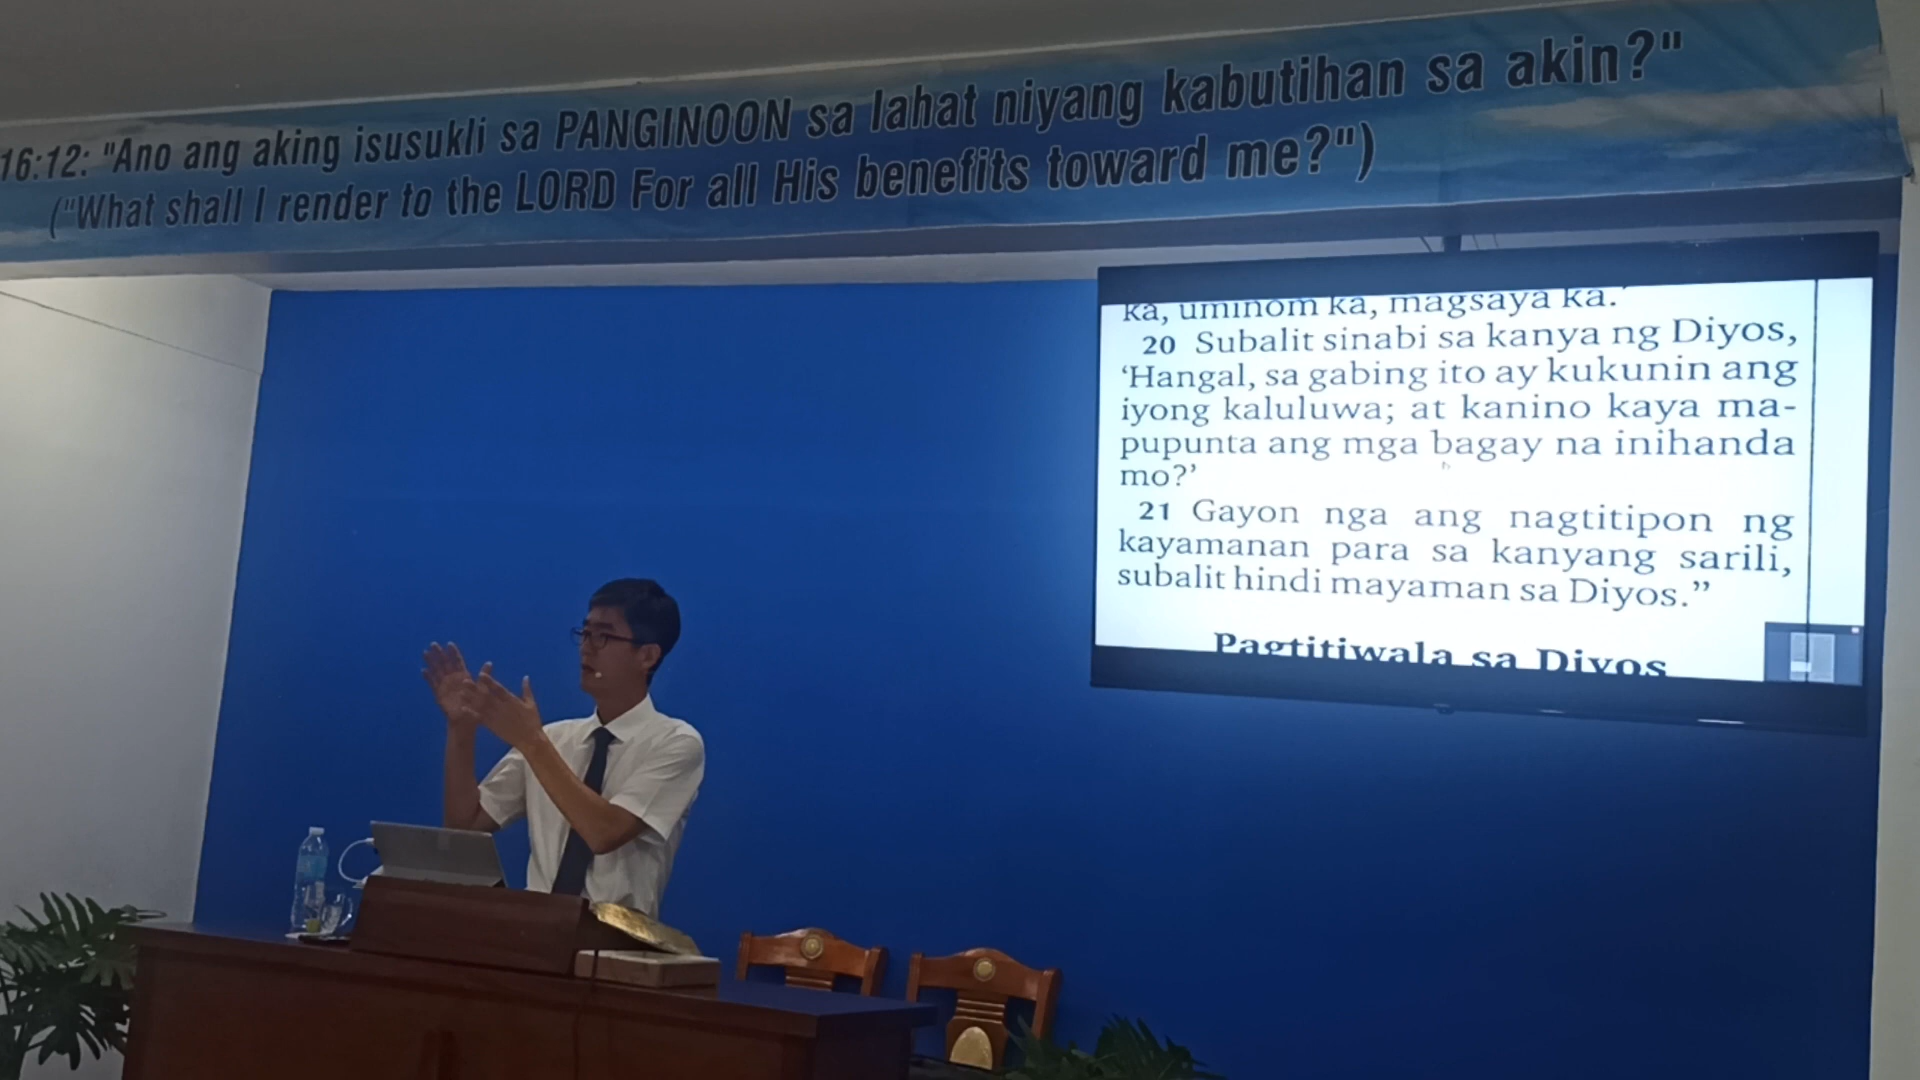 16:12: "Ano ang aking isusukli sa PANGINOON sa lahat niyang kabutihan sa akin?"
("What shall I render to the LORD For all His benefits toward me?")
ka, uminom ka, magsaya ka.'
20 Subalit sinabi sa kanya ng Diyos,
‘Hangal, sa gabing ito ay kukunin ang
iyong kaluluwa; at kanino kaya ma-
pupunta ang mga bagay na inihanda
mo?’
21 Gayon nga ang nagtitipon ng
kayamanan para sa kanyang sarili,
subalit hindi mayaman sa Diyos.”
Pagtitiwala sa Diyos